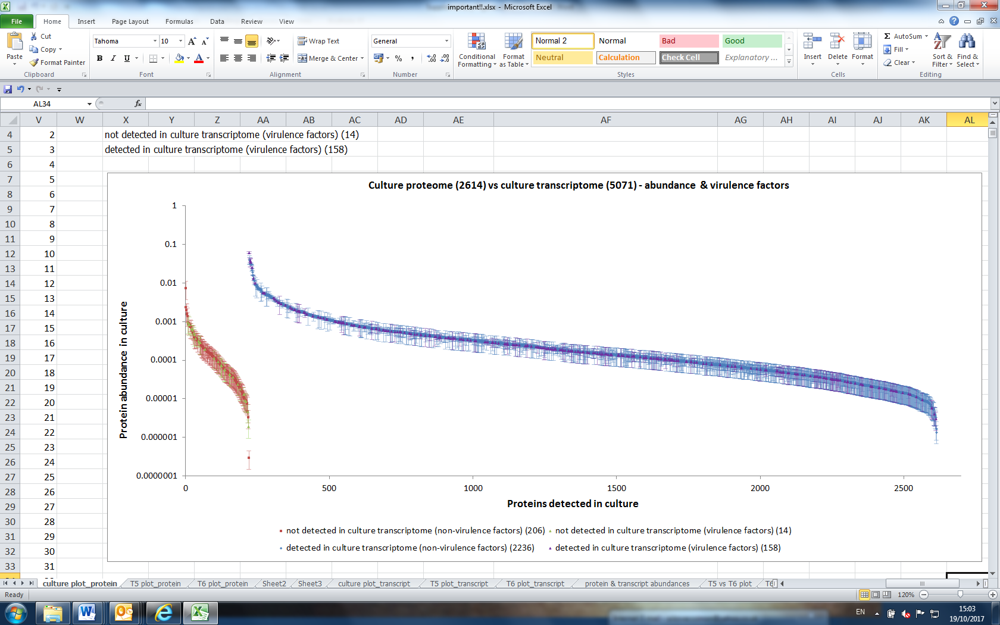 important!!.xlsx - Microsoft Excel
File Home Insert Page Layout Formulas Data Review View
Paste Cut Copy Format Painter
Clipboard
Tahoma 10
B I U A
Font
Wrap Text
Merge & Center
Alignment
General
% ,
Number
Conditional Formatting Format as Table
Normal 2 Normal Bad Good
Neutral Calculation Check Cell Explanatory ...
Styles
Insert Delete Format
Cells
Σ AutoSum
Fill
Clear
Sort & Filter Find & Select
Editing
AL34 fx
V W X Y Z AA AB AC AD AE AF AG AH AI AJ AK AL
4 2 not detected in culture transcriptome (virulence factors) (14)
5 3 detected in culture transcriptome (virulence factors) (158)
6 4
7 5
8 6
9 7
10 8
11 9
12 10
13 11
14 12
15 13
16 14
17 15
18 16
19 17
20 18
21 19
22 20
23 21
24 22
25 23
26 24
27 25
28 26
29 27
30 28
31 29
32 30
33 31
Culture proteome (2614) vs culture transcriptome (5071) - abundance & virulence factors
Protein abundance in culture
1
0.1
0.01
0.001
0.0001
0.00001
0.000001
0.0000001
0 500 1000 1500 2000 2500
Proteins detected in culture
not detected in culture transcriptome (non-virulence factors) (206) not detected in culture transcriptome (virulence factors) (14)
detected in culture transcriptome (non-virulence factors) (2236) detected in culture transcriptome (virulence factors) (158)
culture plot_protein T5 plot_protein T6 plot_protein Sheet2 Sheet3 culture plot_transcript T5 plot_transcript T6 plot_transcript protein & transcript abundances T5 vs T6 plot
Ready 120%
EN 15:03
19/10/2017